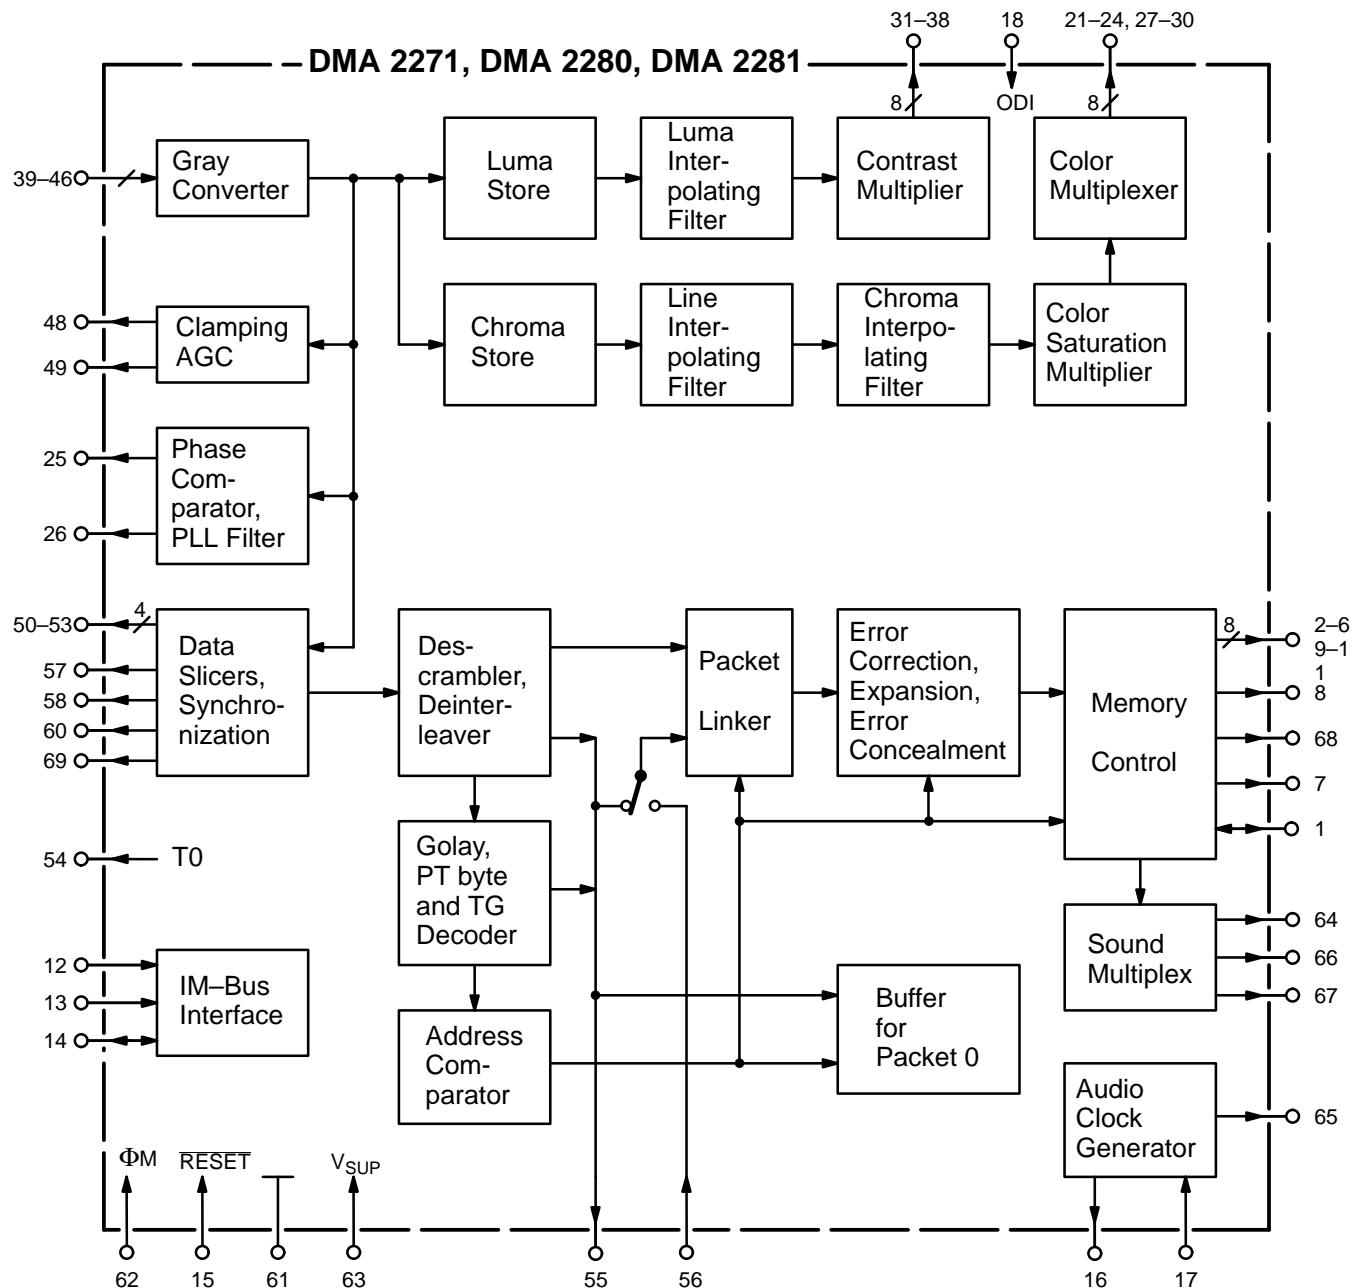 31–38
18
21–24, 27–30
DMA 2271, DMA 2280, DMA 2281
8
ODI
8
39–46
Gray
Converter
Luma
Store
Luma
Inter-
polating
Filter
Contrast
Multiplier
Color
Multiplexer
48
49
Clamping
AGC
Chroma
Store
Line
Inter-
polating
Filter
Chroma
Interpo-
lating
Filter
Color
Saturation
Multiplier
25
26
Phase
Com-
parator,
PLL Filter
50–53
4
57
58
60
69
Data
Slicers,
Synchro-
nization
Des-
crambler,
Deinter-
leaver
Packet
Linker
Error
Correction,
Expansion,
Error
Concealment
Memory
Control
8
2–6
9–1
1
8
68
7
1
54
T0
Golay,
PT byte
and TG
Decoder
Sound
Multiplex
64
66
67
12
13
14
IM–Bus
Interface
Address
Com-
parator
Buffer
for
Packet 0
Audio
Clock
Generator
65
ΦM
RESET
VSUP
62
15
61
63
55
56
16
17